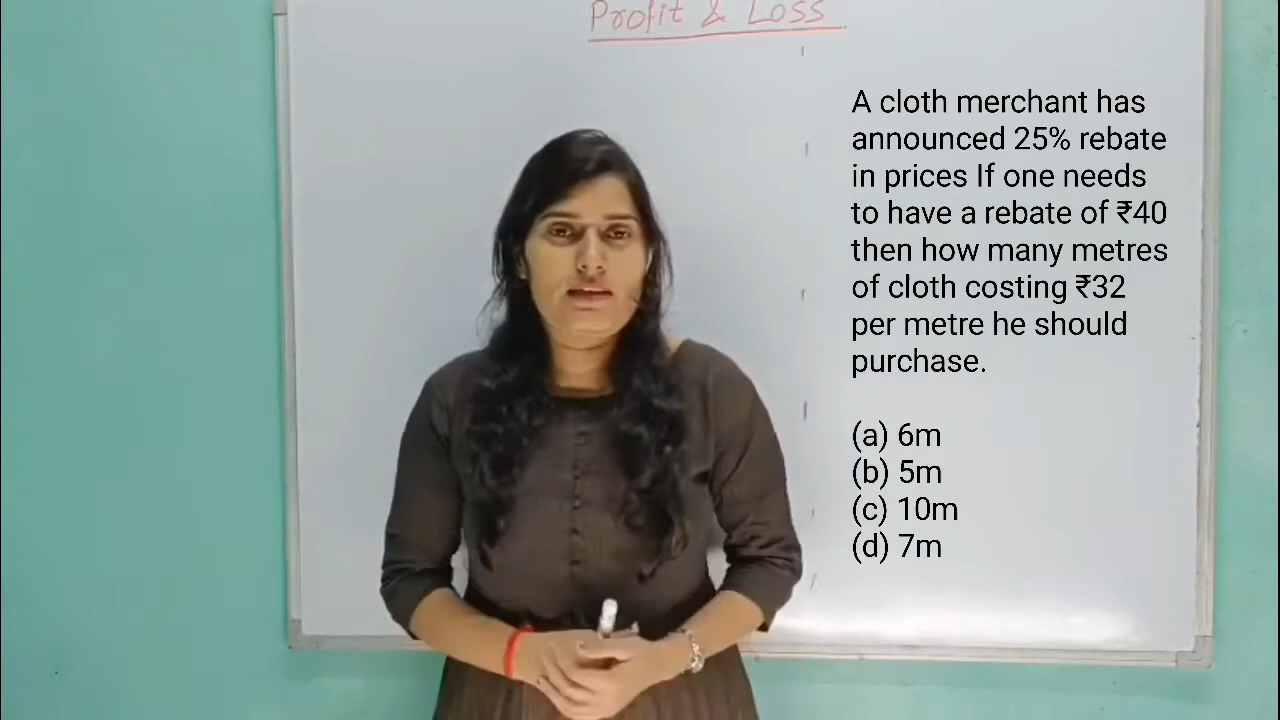 Profit & Loss
A cloth merchant has
announced 25% rebate
in prices If one needs
to have a rebate of ₹40
then how many metres
of cloth costing ₹32
per metre he should
purchase.
(a) 6m
(b) 5m
(c) 10m
(d) 7m